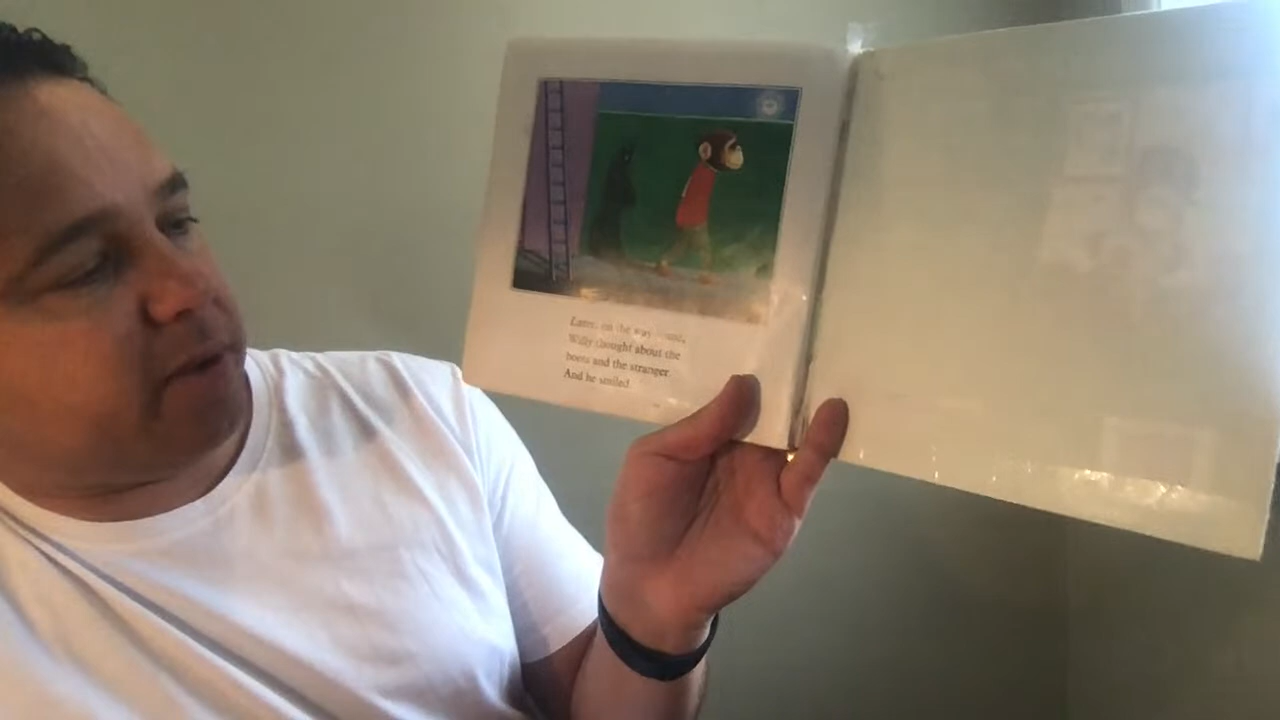 Later, on the way home,
Willy thought about the
boots and the stranger.
And he smiled.